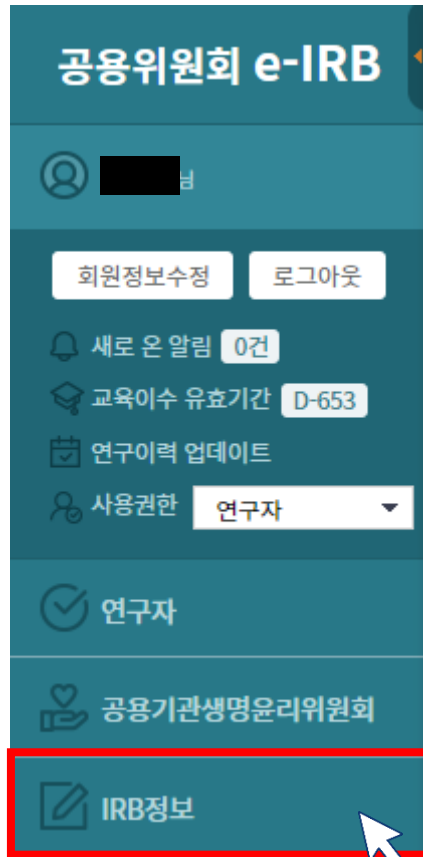 공용위원회 e-IRB
님
회원정보수정 로그아웃
새로 온 알림 0건
교육이수 유효기간 D-653
연구이력 업데이트
사용권한 연구자
연구자
공용기관생명윤리위원회
IRB정보